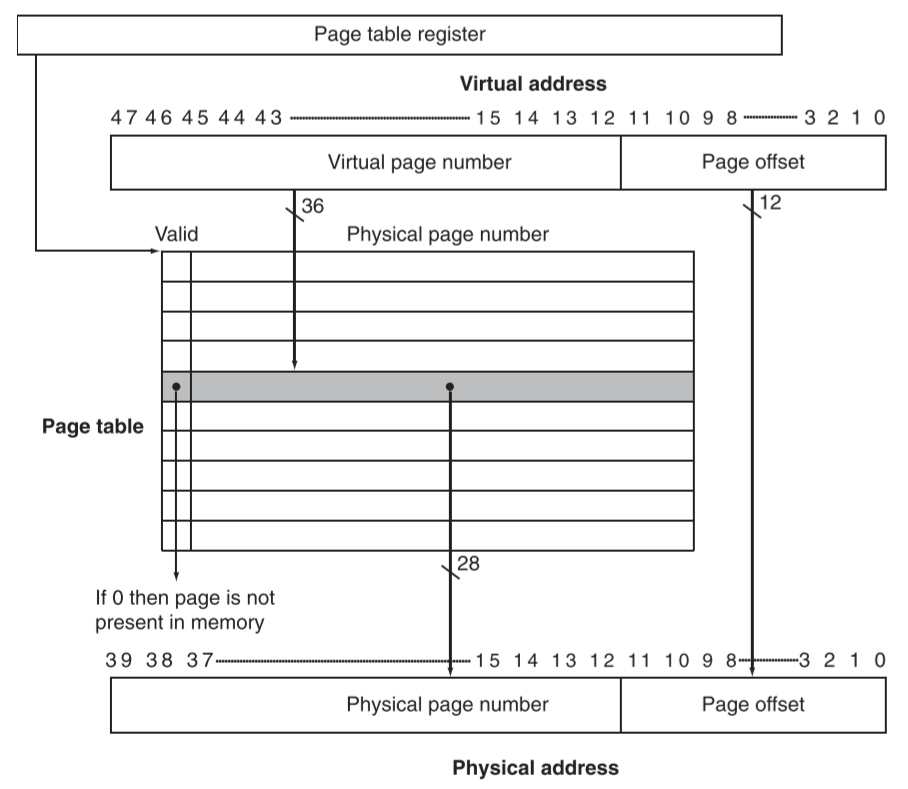 Page table register
Virtual address
47 46 45 44 43 15 14 13 12 11 10 9 8 3 2 1 0
Virtual page number Page offset
36 12
Valid Physical page number
Page table
28
If 0 then page is not
present in memory
39 38 37 15 14 13 12 11 10 9 8 3 2 1 0
Physical page number Page offset
Physical address